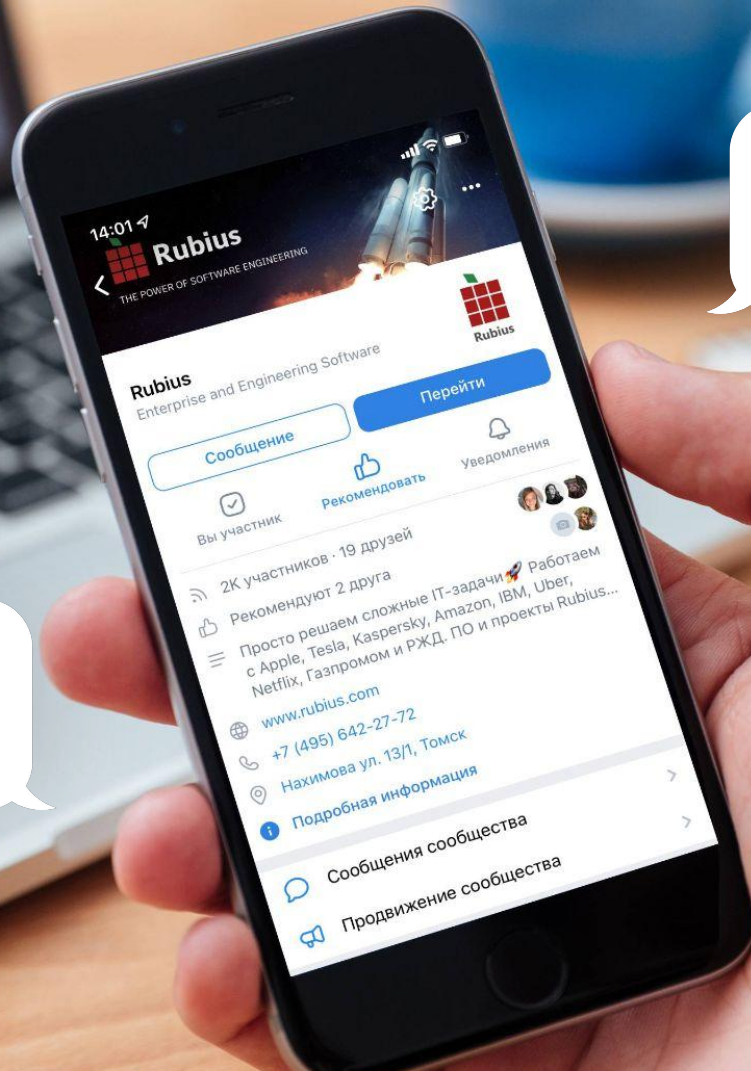 14:01
Rubius
THE POWER OF SOFTWARE ENGINEERING
Rubius
Rubius
Enterprise and Engineering Software
Сообщение
Перейти
Вы участник
Рекомендовать
Уведомления
2K участников · 19 друзей
Рекомендуют 2 друга
Просто решаем сложные IT-задачи🚀 Работаем
с Apple, Tesla, Kaspersky, Amazon, IBM, Uber,
Netflix, Газпромом и РЖД. ПО и проекты Rubius...
www.rubius.com
+7 (495) 642-27-72
Нахимова ул. 13/1, Томск
Подробная информация
Сообщения сообщества
Продвижение сообщества